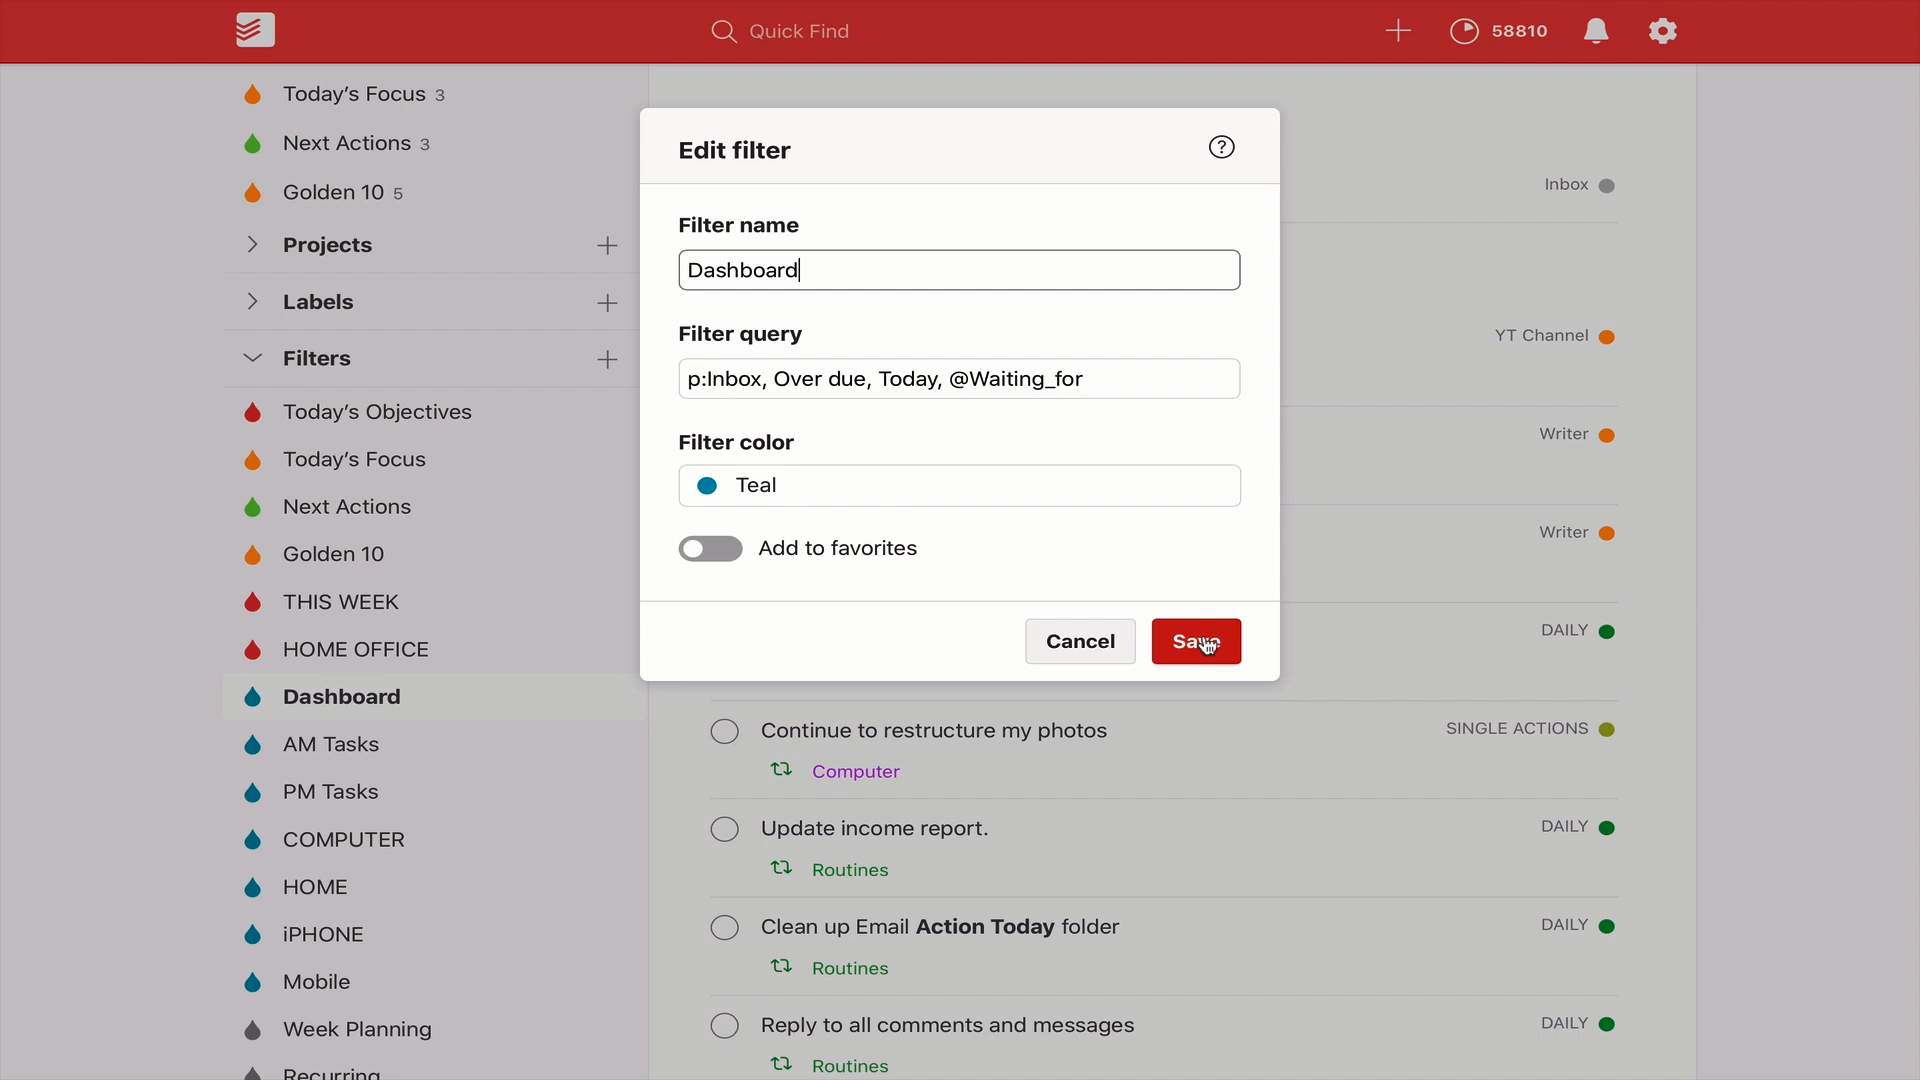 Quick Find
58810
Today's Focus 3
Next Actions 3
Golden 10 5
Projects
Labels
Filters
Today's Objectives
Today's Focus
Next Actions
Golden 10
THIS WEEK
HOME OFFICE
Dashboard
AM Tasks
PM Tasks
COMPUTER
HOME
iPHONE
Mobile
Week Planning
Recurring
Edit filter
?
Filter name
Dashboard
Filter query
p:Inbox, Over due, Today, @Waiting_for
Filter color
Teal
Add to favorites
Cancel
Save
Inbox
YT Channel
Writer
Writer
DAILY
Continue to restructure my photos
SINGLE ACTIONS
Computer
Update income report.
DAILY
Routines
Clean up Email Action Today folder
DAILY
Routines
Reply to all comments and messages
DAILY
Routines